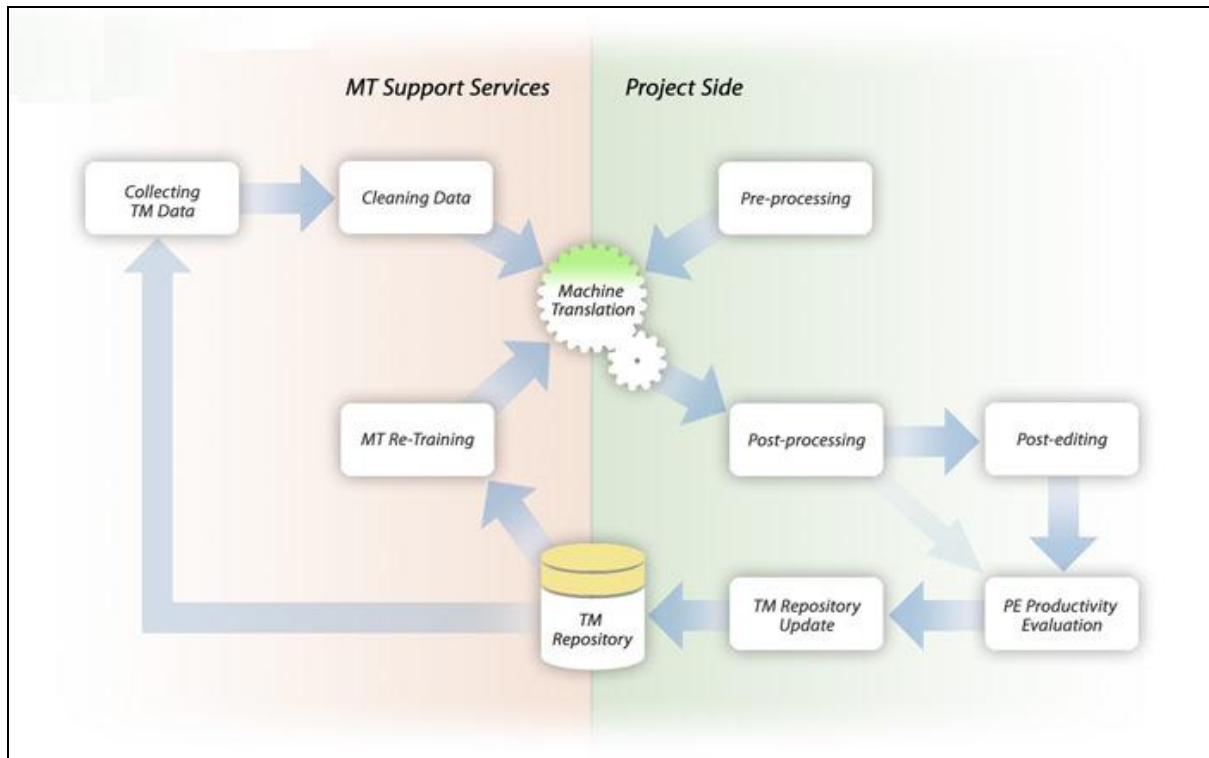 MT Support Services
Project Side
Collecting
TM Data
Cleaning Data
Pre-processing
Machine
Translation
MT Re-Training
Post-processing
Post-editing
TM
Repository
TM Repository
Update
PE Productivity
Evaluation